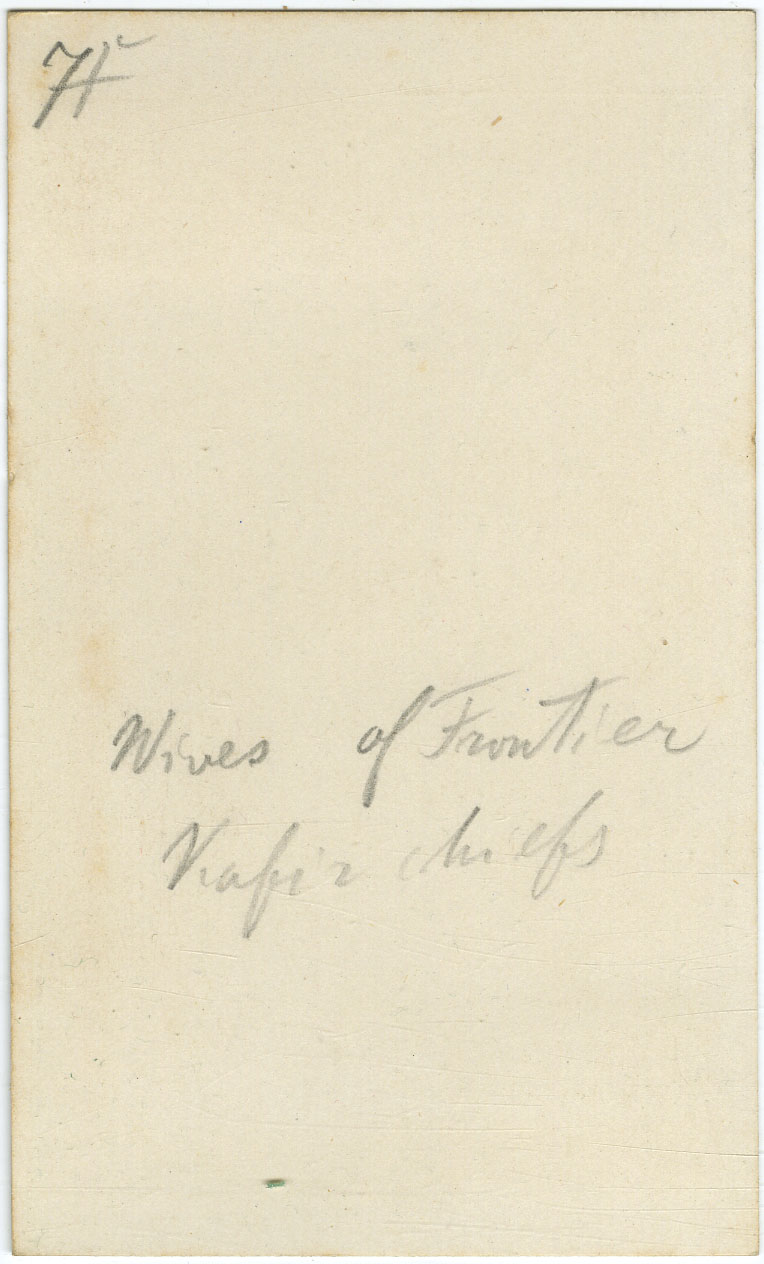 Wives of Frontier
Kafir chiefs